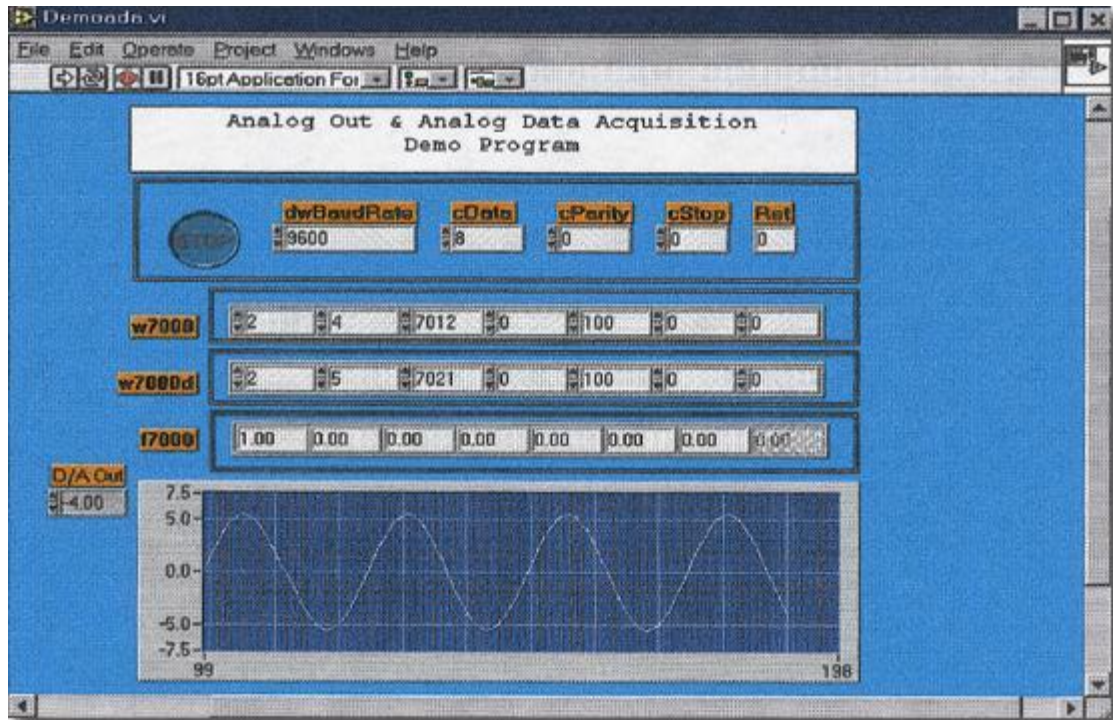 Demoada.vi
File Edit Operate Project Windows Help
16pt Application For
Analog Out & Analog Data Acquisition
Demo Program
STOP
dwBaudRate cData cParity cStop Ret
9600 8 0 0 0
w7000 2 4 7012 0 100 0 0
w7000d 2 5 7021 0 100 0 0
f7000 1.00 0.00 0.00 0.00 0.00 0.00 0.00 0.00
D/A Out
-4.00
7.5
5.0
0.0
-5.0
-7.5
99 198